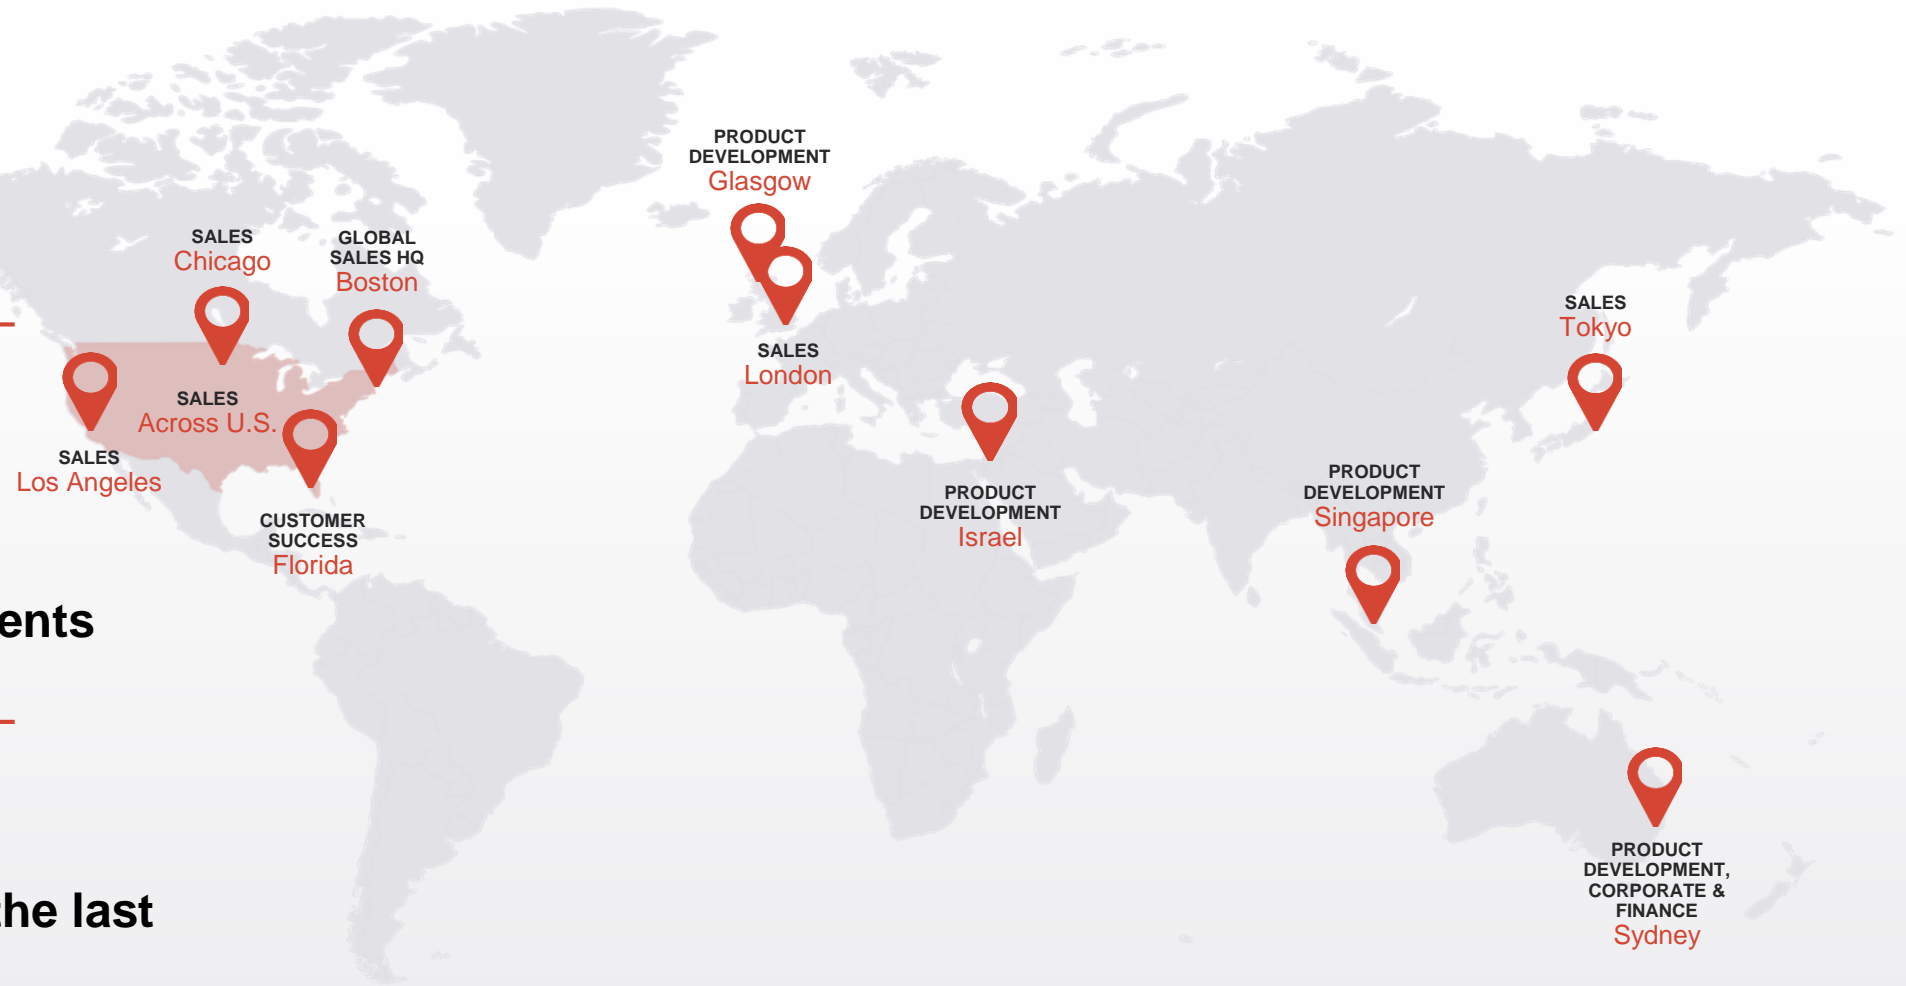 PRODUCT
DEVELOPMENT
Glasgow
SALES
Chicago
GLOBAL
SALES HQ
Boston
SALES
Tokyo
SALES
London
SALES
Across U.S.
SALES
Los Angeles
PRODUCT
DEVELOPMENT
Israel
PRODUCT
DEVELOPMENT
Singapore
CUSTOMER
SUCCESS
Florida
ents
the last
PRODUCT
DEVELOPMENT,
CORPORATE &
FINANCE
Sydney